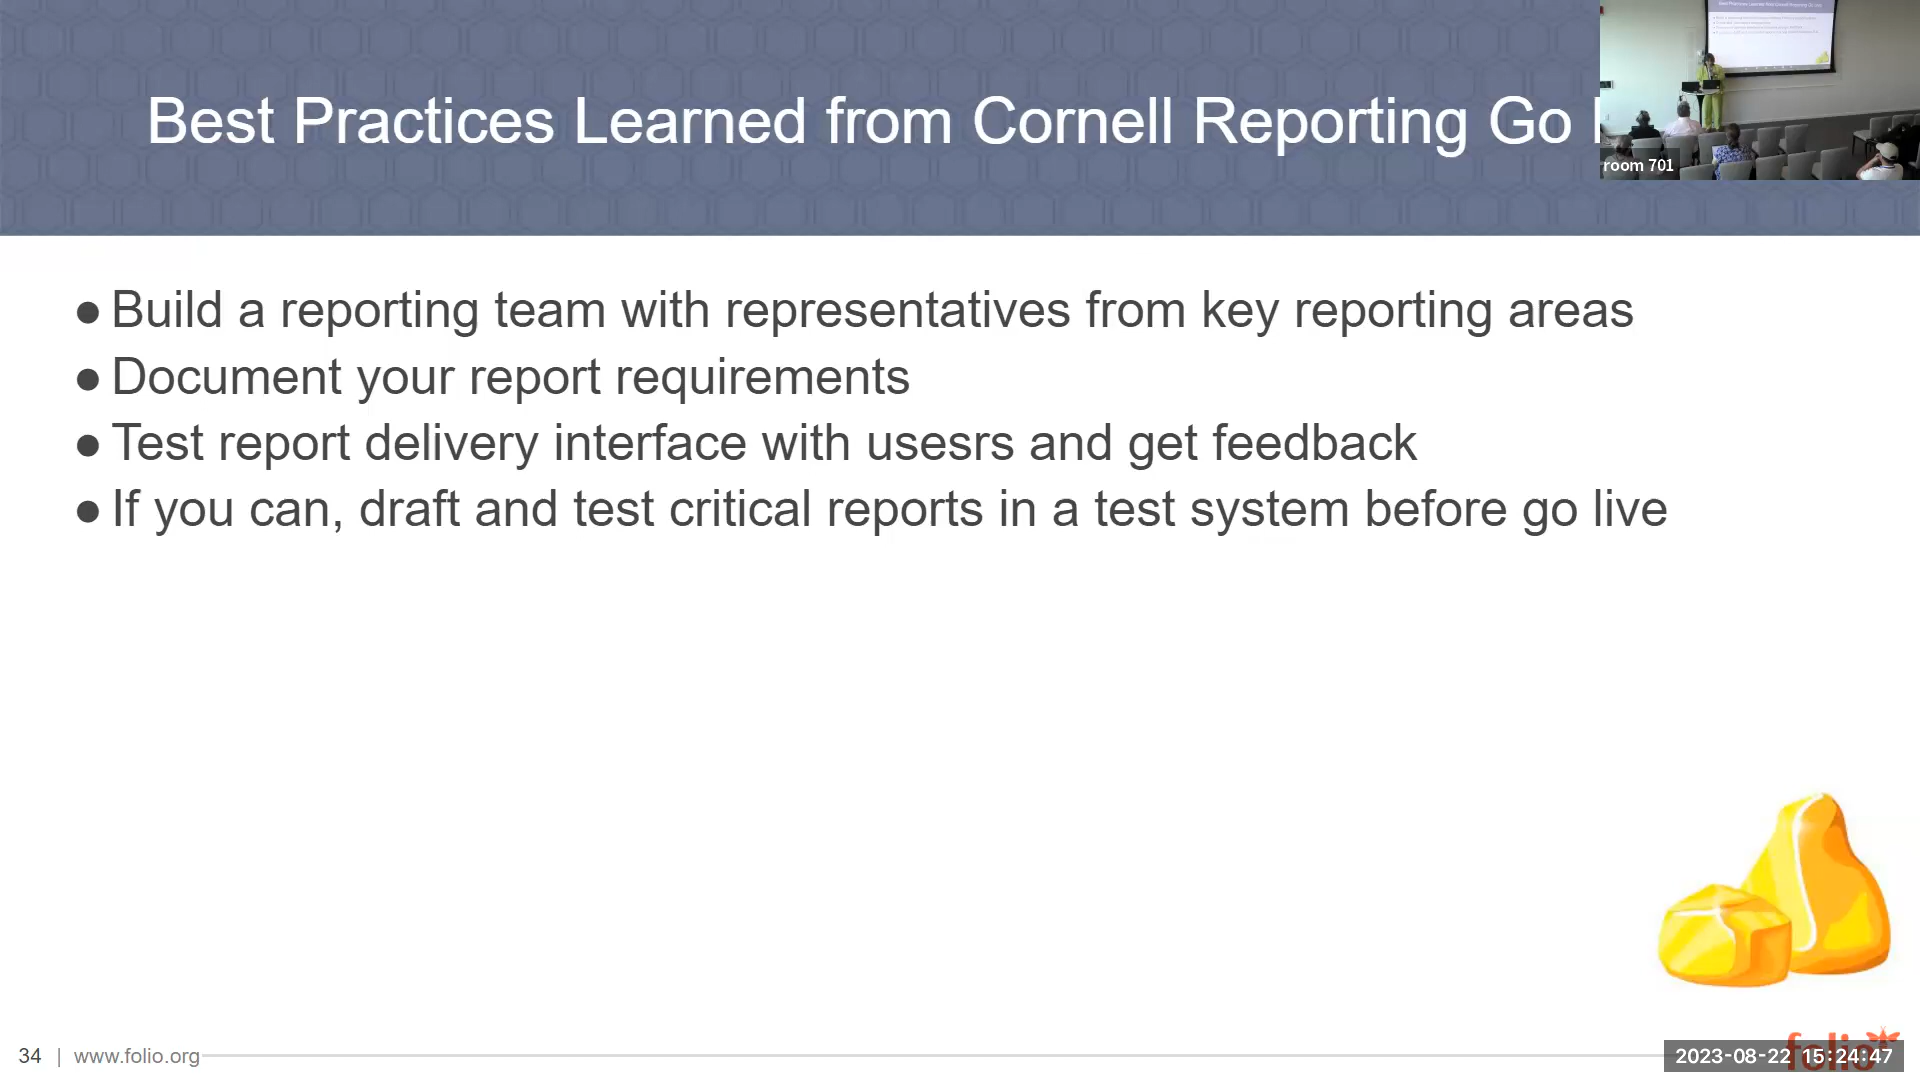 Best Practices Learned from Cornell Reporting Go
room 701
● Build a reporting team with representatives from key reporting areas
● Document your report requirements
● Test report delivery interface with usesrs and get feedback
● If you can, draft and test critical reports in a test system before go live
34 | www.folio.org
folio
2023-08-22 15:24:47